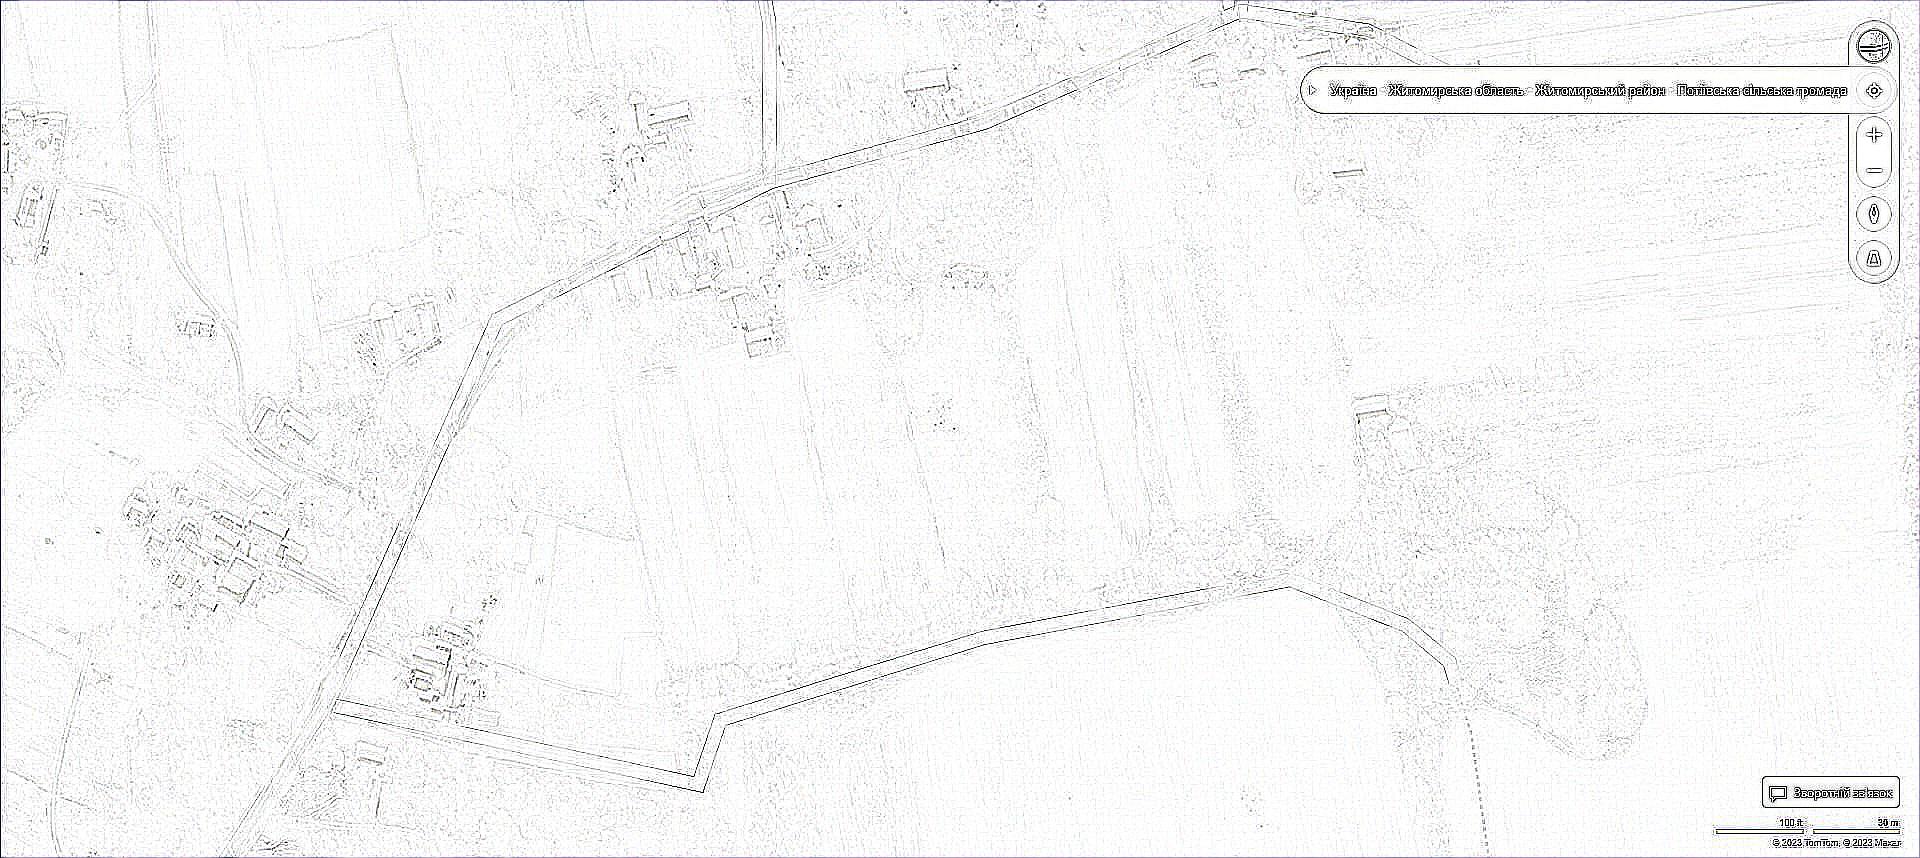 Україна Житомирська область Житомирський район Потіївська сільська громада
Зворотній зв'язок
100 ft 30 m
© 2023 TomTom, © 2023 Maxar